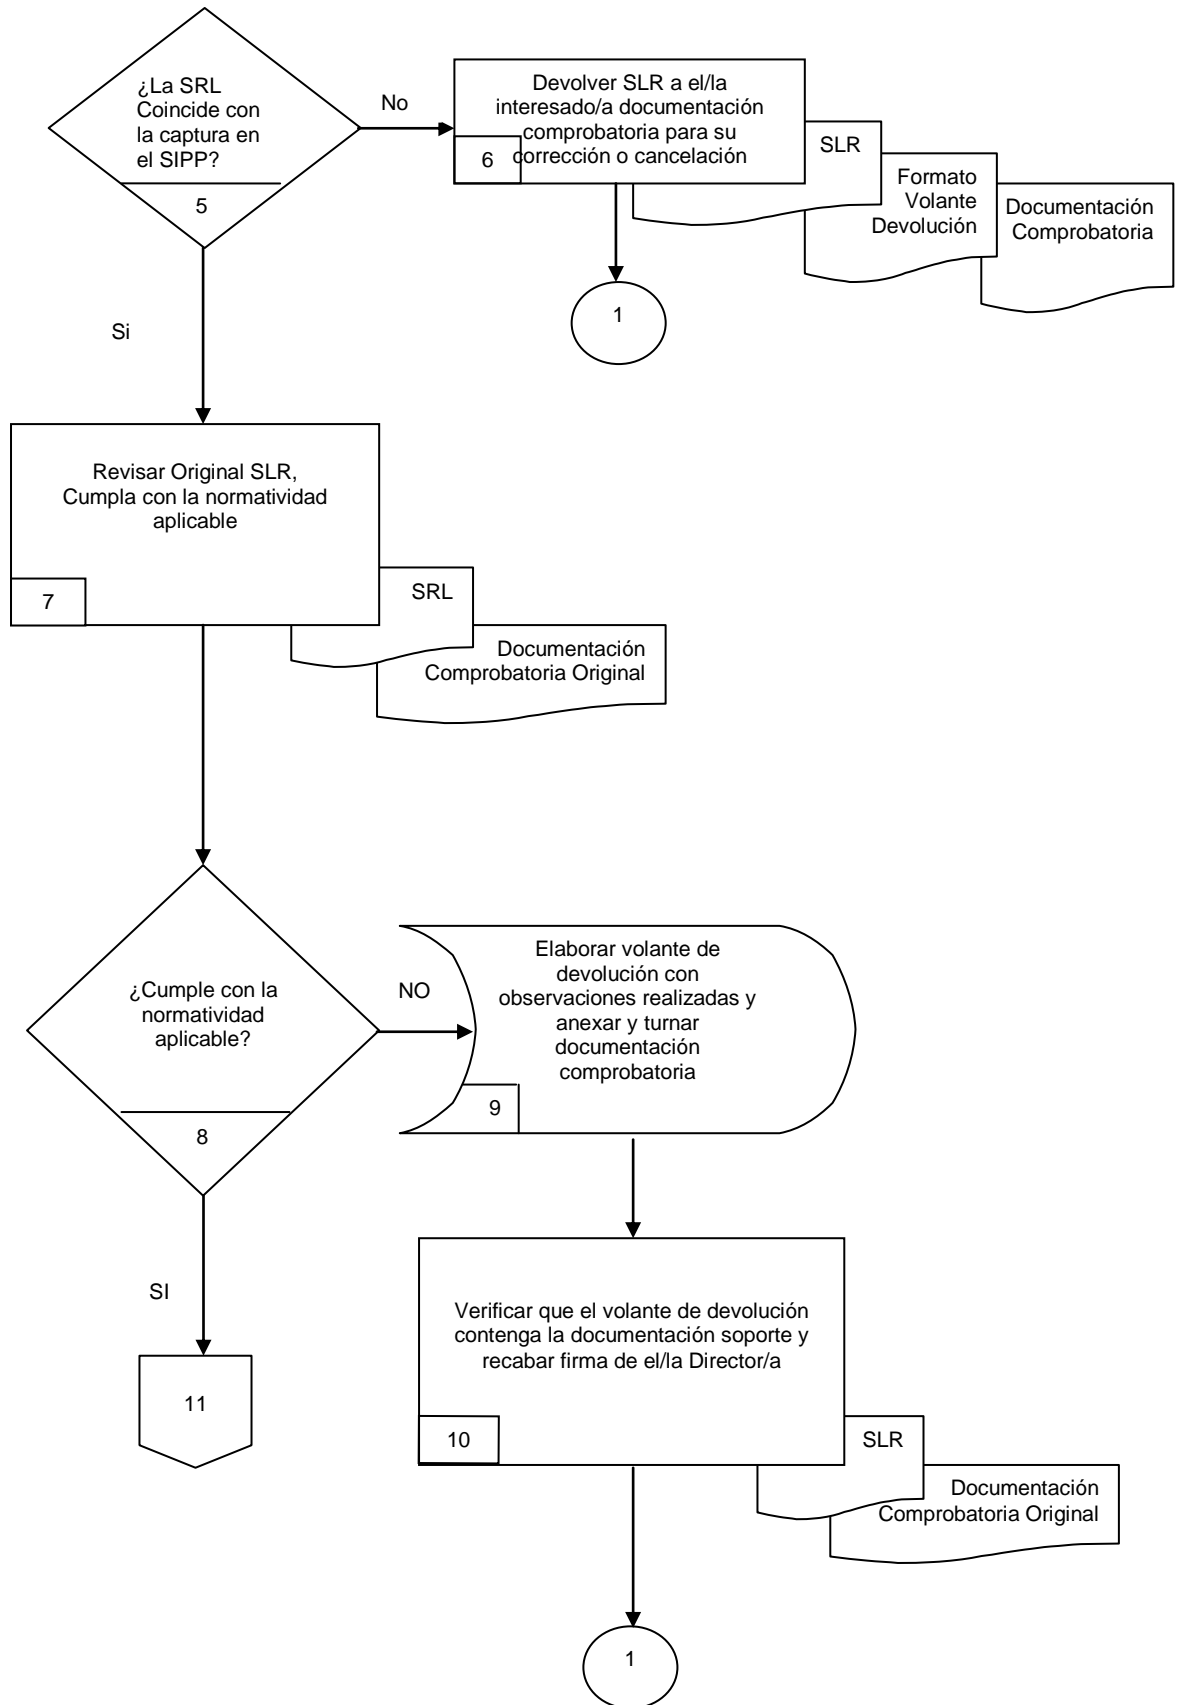 ¿La SRL
Coincide con
la captura en
el SIPP?
5
No
Devolver SLR a el/la
interesado/a documentación
comprobatoria para su
corrección o cancelación
6
SLR
Formato
Volante
Devolución
Documentación
Comprobatoria
1
Si
Revisar Original SLR,
Cumpla con la normatividad
aplicable
7
SRL
Documentación
Comprobatoria Original
¿Cumple con la
normatividad
aplicable?
8
NO
Elaborar volante de
devolución con
observaciones realizadas y
anexar y turnar
documentación
comprobatoria
9
SI
11
Verificar que el volante de devolución
contenga la documentación soporte y
recabar firma de el/la Director/a
10
SLR
Documentación
Comprobatoria Original
1